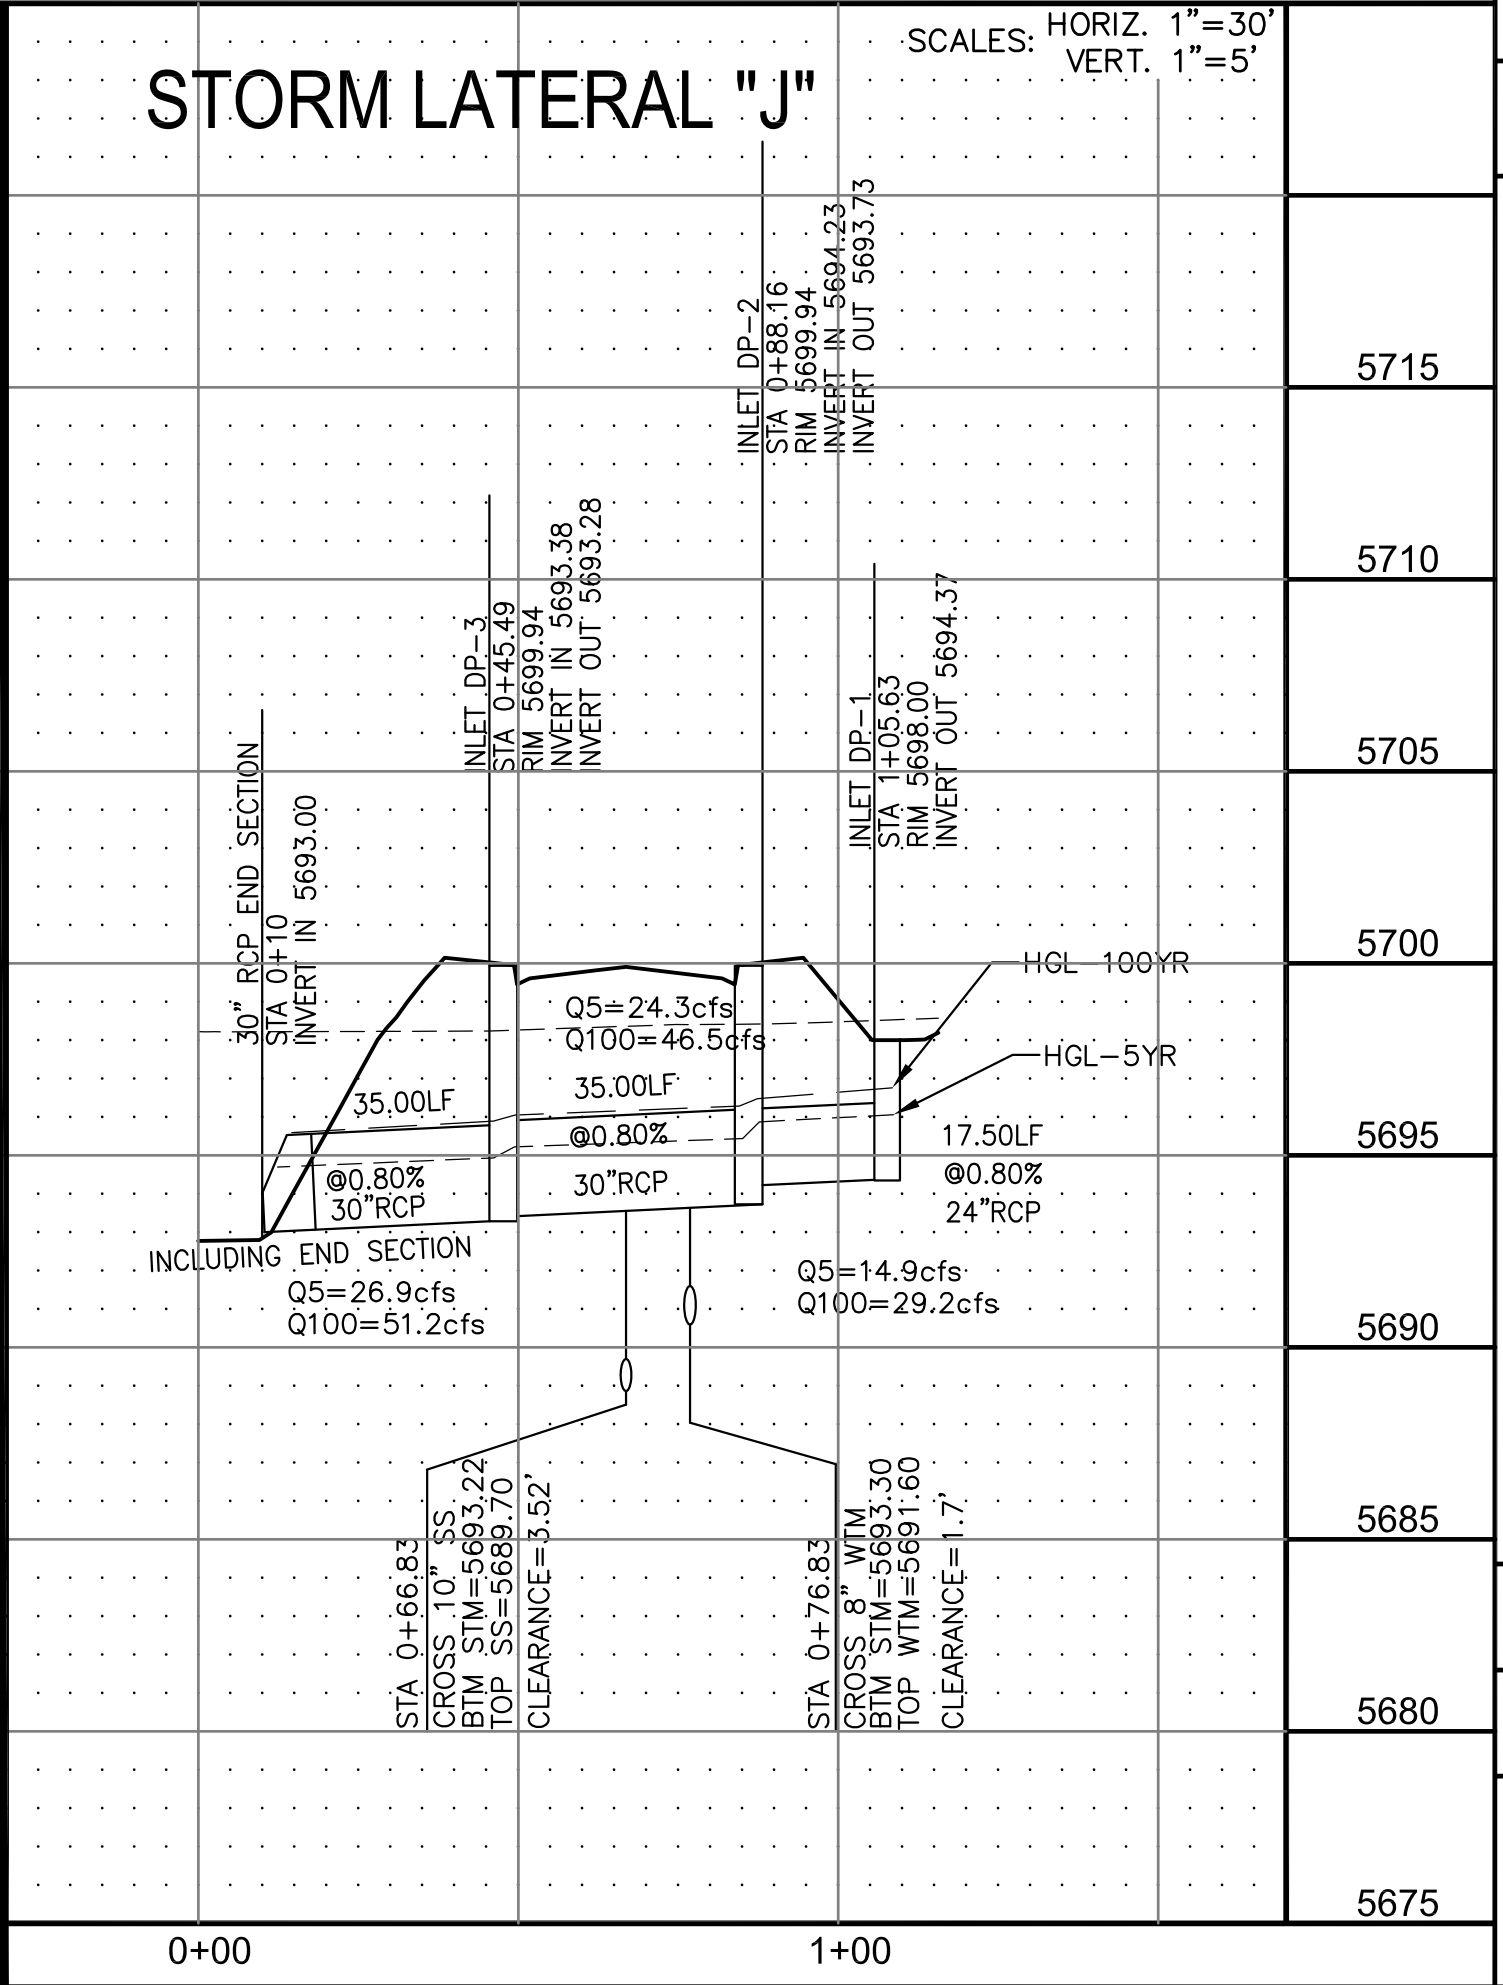 SCALES: HORIZ. 1"=30'
VERT. 1"=5'
STORM LATERAL "J"
30" RCP END SECTION
STA 0+10
INVERT IN 5693.00
INLET DP-3
STA 0+45.49
RIM 5699.94
INVERT IN 5693.38
INVERT OUT 5693.28
INLET DP-2
STA 0+88.16
RIM 5699.94
INVERT IN 5694.23
INVERT OUT 5693.73
INLET DP-1
STA 1+05.63
RIM 5698.00
INVERT OUT 5694.37
HGL-100YR
HGL-5YR
Q5=24.3cfs
Q100=46.5cfs
35.00LF
@0.80%
30"RCP
INCLUDING END SECTION
Q5=26.9cfs
Q100=51.2cfs
35.00LF
@0.80%
30"RCP
17.50LF
@0.80%
24"RCP
Q5=14.9cfs
Q100=29.2cfs
STA 0+66.83
CROSS 10" SS
BTM STM=5693.22
TOP SS=5689.70
CLEARANCE=3.52'
STA 0+76.83
CROSS 8" WTM
BTM STM=5693.30
TOP WTM=5691.60
CLEARANCE=1.7'
5715
5710
5705
5700
5695
5690
5685
5680
5675
0+00
1+00